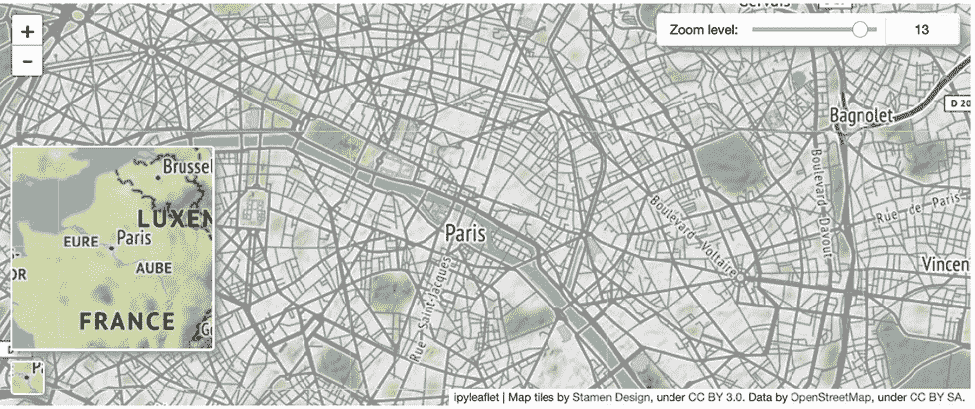 +
−
Zoom level: 13
Bagnolet
D 20
Brussel
LUXEN
EURE
Paris
AUBE
OR
FRANCE
Paris
Boulevard Voltaire
Boulevard Davout
Rue de Paris
Vincen
Rue Saint-Jacques
ipyleaflet | Map tiles by Stamen Design, under CC BY 3.0. Data by OpenStreetMap, under CC BY SA.